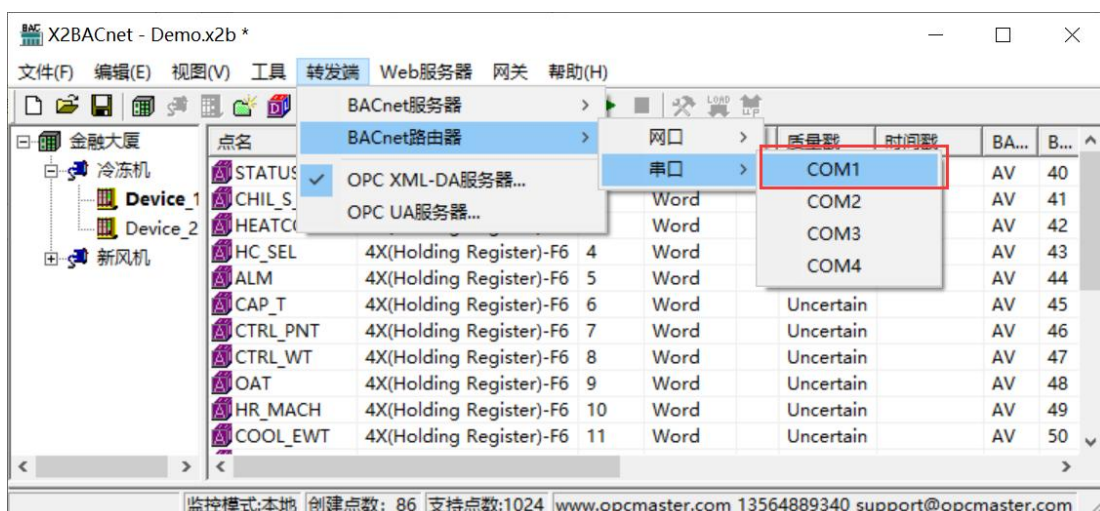 X2BACnet - Demo.x2b *
文件(F) 编辑(E) 视图(V) 工具 转发端 Web服务器 网关 帮助(H)
BACnet服务器
BACnet路由器
OPC XML-DA服务器...
OPC UA服务器...
网口
串口
COM1
COM2
COM3
COM4
金融大厦
冷冻机
Device_1
Device_2
新风机
点名 质量戳 时间戳 BA... B...
STATUS AV 40
CHIL_S_ Word AV 41
HEATCO Word AV 42
HC_SEL 4X(Holding Register)-F6 4 Word AV 43
ALM 4X(Holding Register)-F6 5 Word AV 44
CAP_T 4X(Holding Register)-F6 6 Word Uncertain AV 45
CTRL_PNT 4X(Holding Register)-F6 7 Word Uncertain AV 46
CTRL_WT 4X(Holding Register)-F6 8 Word Uncertain AV 47
OAT 4X(Holding Register)-F6 9 Word Uncertain AV 48
HR_MACH 4X(Holding Register)-F6 10 Word Uncertain AV 49
COOL_EWT 4X(Holding Register)-F6 11 Word Uncertain AV 50
监控模式:本地 创建点数: 86 支持点数:1024 www.opcmaster.com 13564889340 support@opcmaster.com